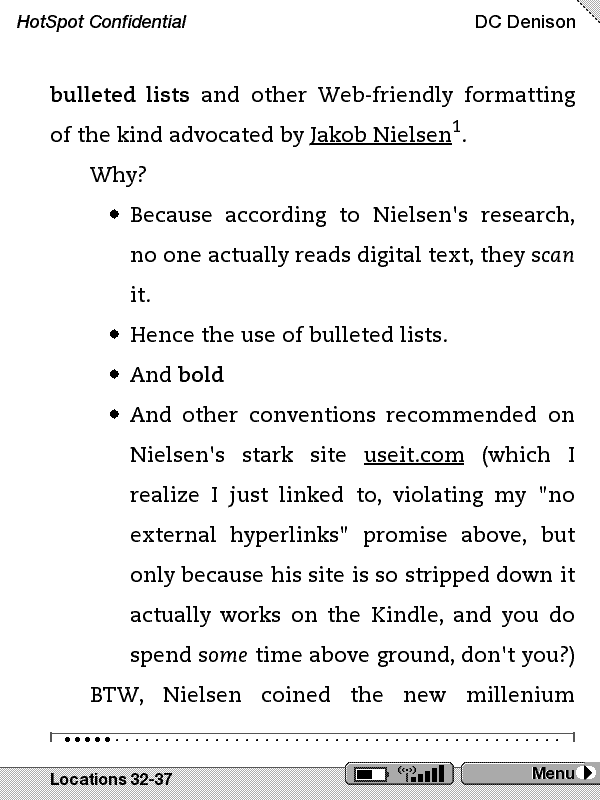 HotSpot Confidential DC Denison
bulleted lists and other Web-friendly formatting
of the kind advocated by Jakob Nielsen1.
Why?
• Because according to Nielsen's research,
no one actually reads digital text, they scan
it.
• Hence the use of bulleted lists.
• And bold
• And other conventions recommended on
Nielsen's stark site useit.com (which I
realize I just linked to, violating my "no
external hyperlinks" promise above, but
only because his site is so stripped down it
actually works on the Kindle, and you do
spend some time above ground, don't you?)
BTW, Nielsen coined the new millenium
Locations 32-37 Menu